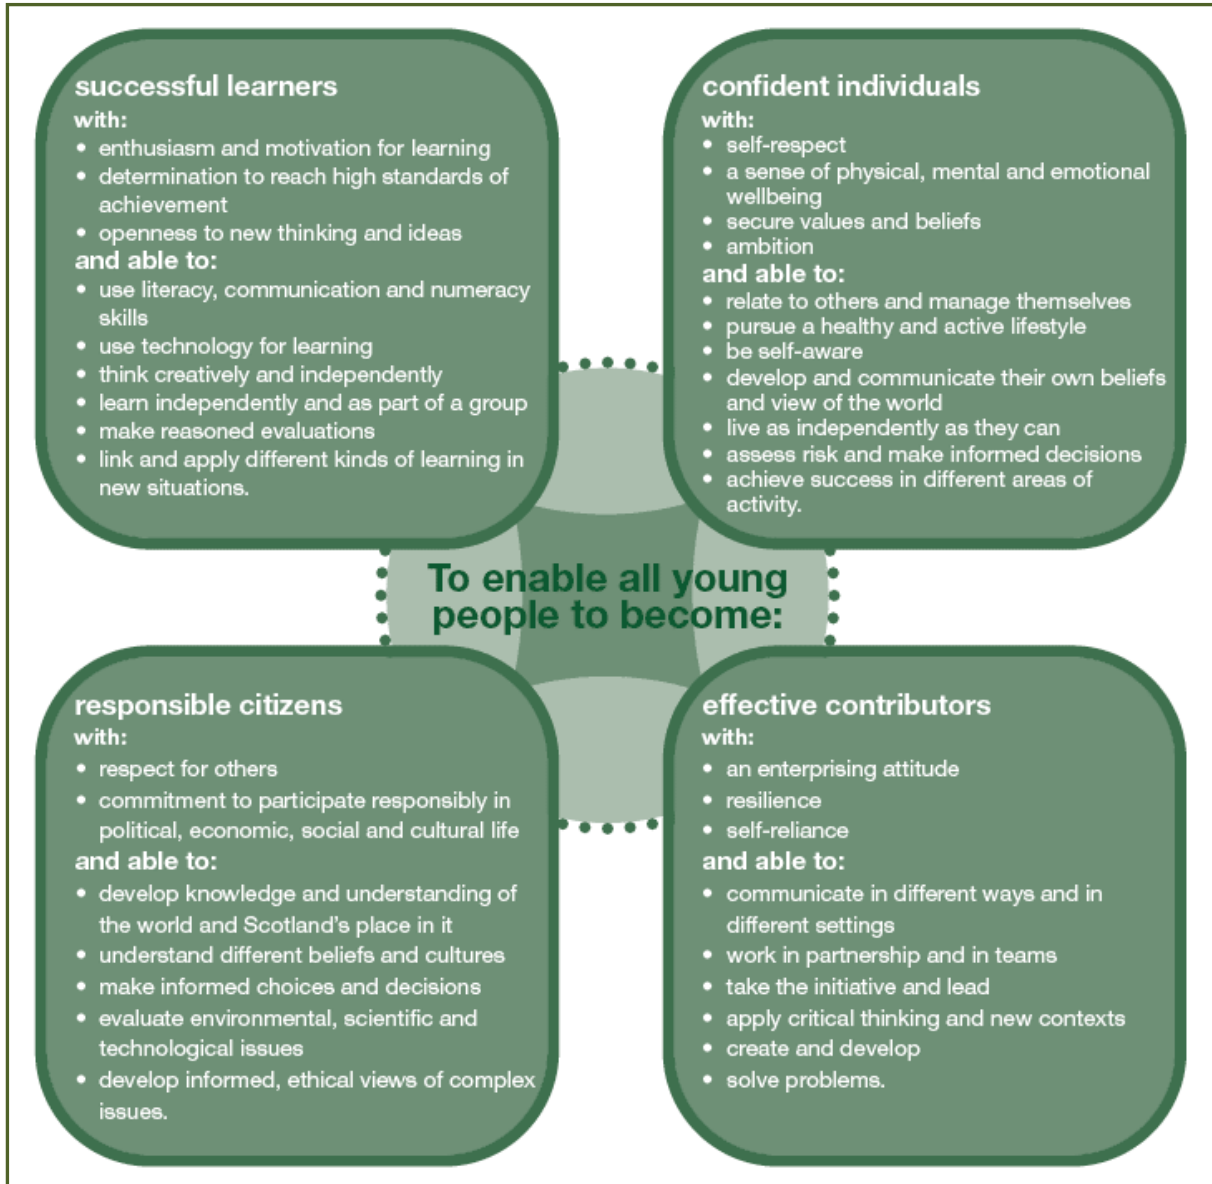 successful learners
with:
• enthusiasm and motivation for learning
• determination to reach high standards of
achievement
• openness to new thinking and ideas
and able to:
• use literacy, communication and numeracy
skills
• use technology for learning
• think creatively and independently
• learn independently and as part of a group
• make reasoned evaluations
• link and apply different kinds of learning in
new situations.
confident individuals
with:
• self-respect
• a sense of physical, mental and emotional
wellbeing
• secure values and beliefs
• ambition
and able to:
• relate to others and manage themselves
• pursue a healthy and active lifestyle
• be self-aware
• develop and communicate their own beliefs
and view of the world
• live as independently as they can
• assess risk and make informed decisions
• achieve success in different areas of
activity.
To enable all young
people to become:
responsible citizens
with:
• respect for others
• commitment to participate responsibly in
political, economic, social and cultural life
and able to:
• develop knowledge and understanding of
the world and Scotland's place in it
• understand different beliefs and cultures
• make informed choices and decisions
• evaluate environmental, scientific and
technological issues
• develop informed, ethical views of complex
issues.
effective contributors
with:
• an enterprising attitude
• resilience
• self-reliance
and able to:
• communicate in different ways and in
different settings
• work in partnership and in teams
• take the initiative and lead
• apply critical thinking and new contexts
• create and develop
• solve problems.